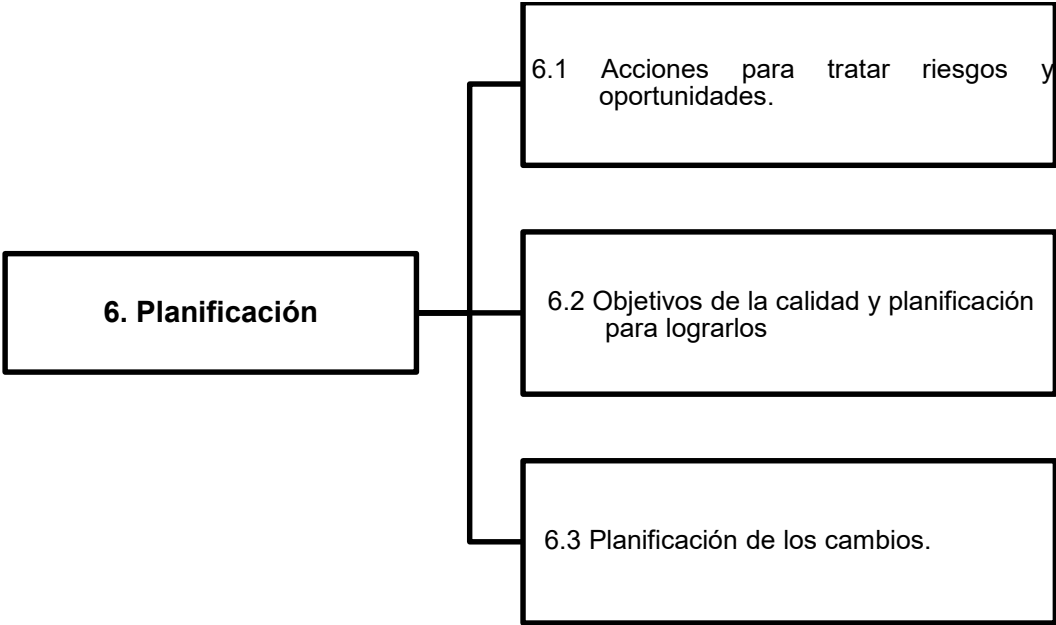 6.1 Acciones para tratar riesgos y
oportunidades.
6. Planificación
6.2 Objetivos de la calidad y planificación
para lograrlos
6.3 Planificación de los cambios.